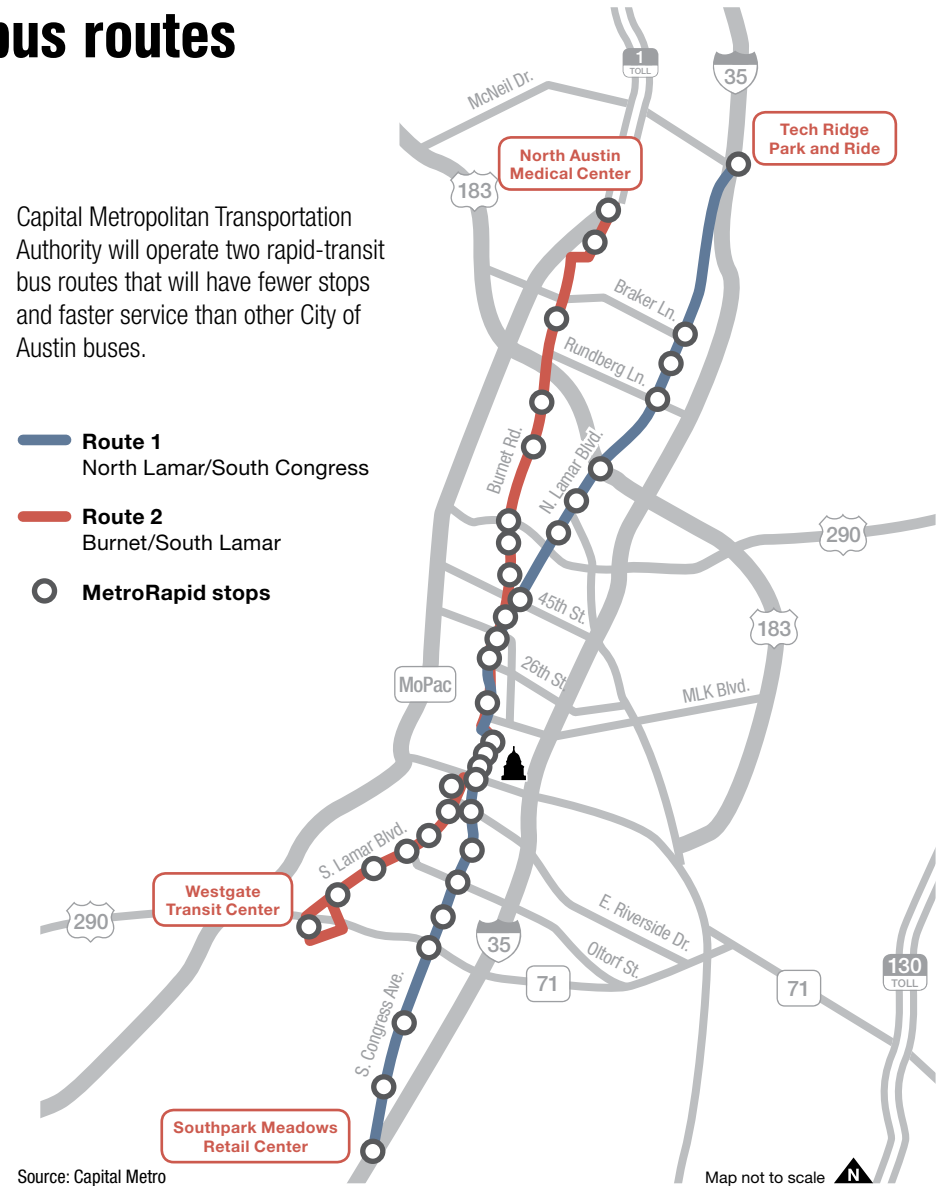 bus routes
Capital Metropolitan Transportation
Authority will operate two rapid-transit
bus routes that will have fewer stops
and faster service than other City of
Austin buses.
Route 1
North Lamar/South Congress
Route 2
Burnet/South Lamar
MetroRapid stops
1
TOLL
35
McNeil Dr.
Tech Ridge
Park and Ride
North Austin
Medical Center
183
Braker Ln.
Rundberg Ln.
Burnet Rd.
N. Lamar Blvd.
290
45th St.
183
26th St.
MoPac
MLK Blvd.
S. Lamar Blvd.
Westgate
Transit Center
290
E. Riverside Dr.
35
Oltorf St.
71
71
130
TOLL
S. Congress Ave.
Southpark Meadows
Retail Center
Source: Capital Metro
Map not to scale
N